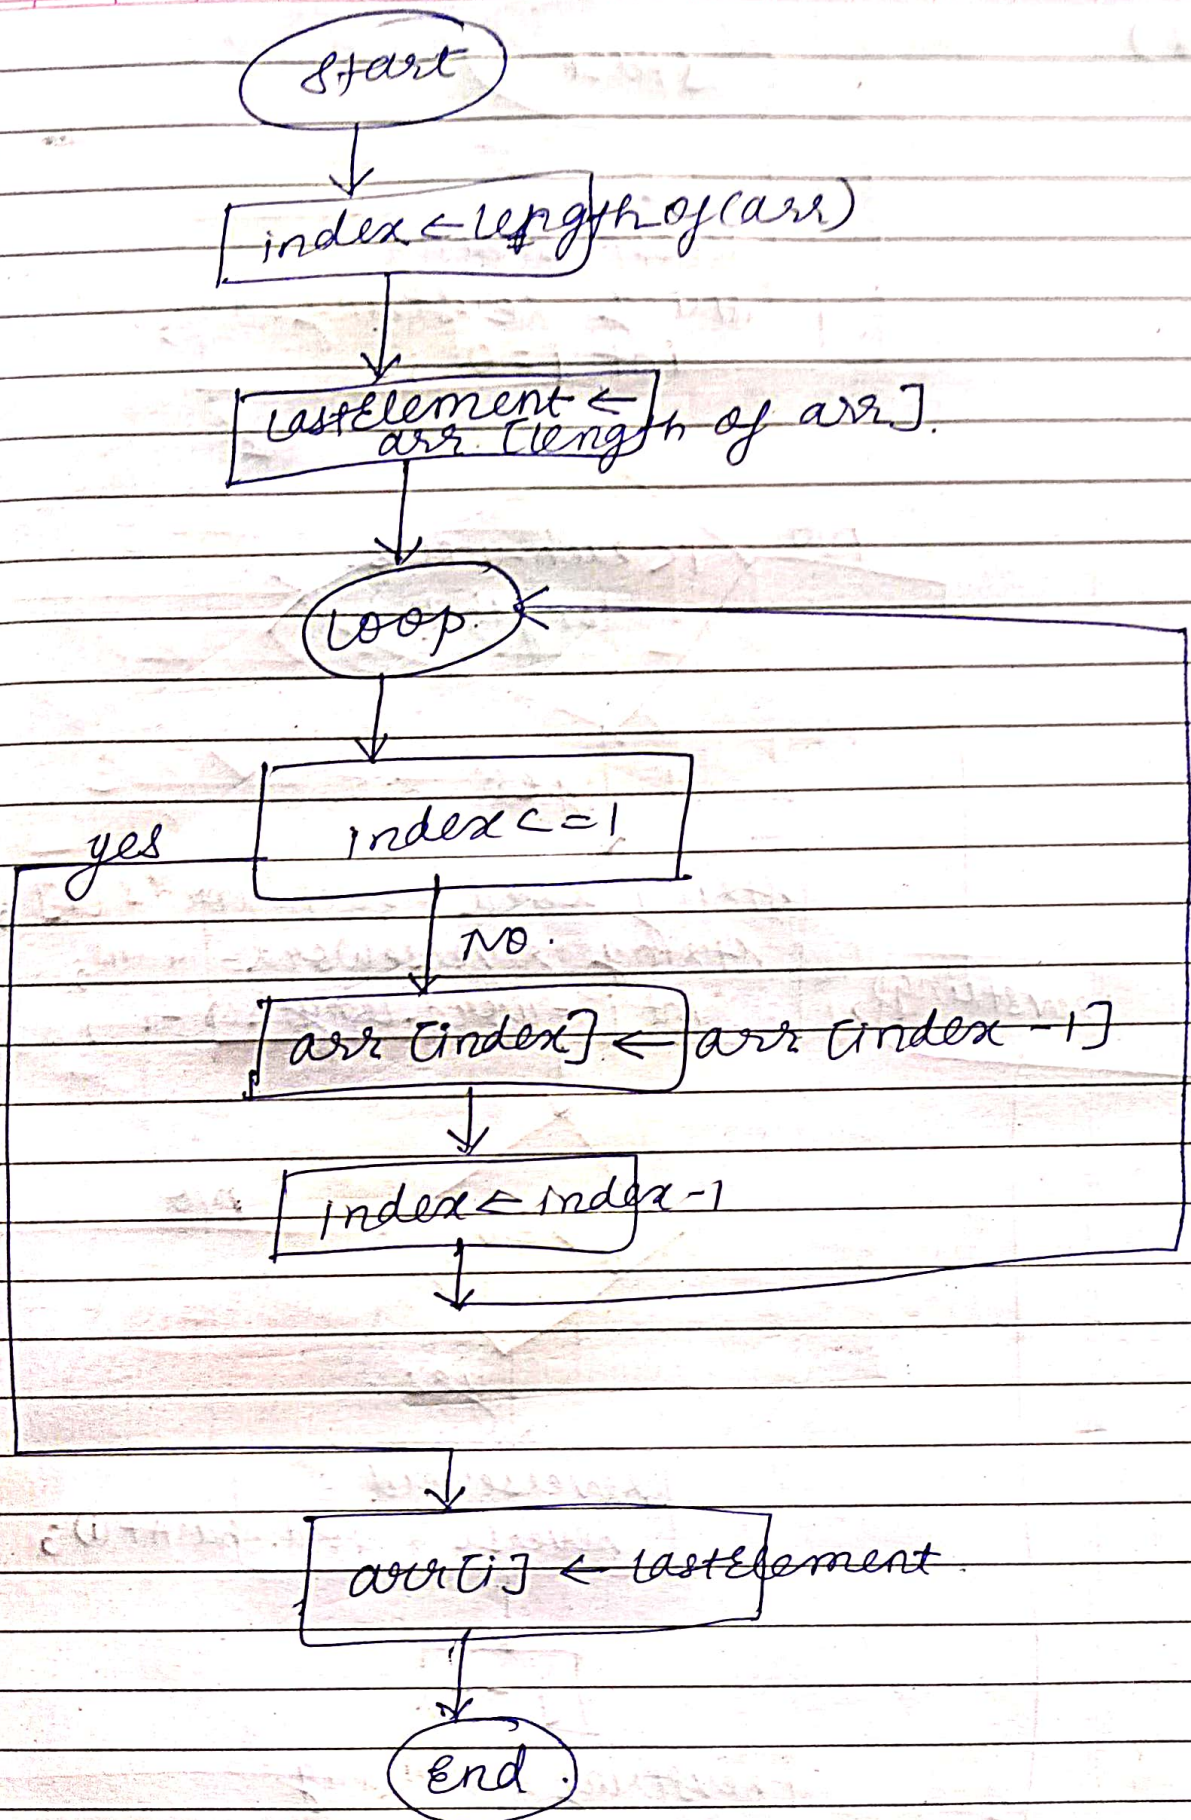 Start
index ← length of (arr)
LastElement ←
arr [length of arr].
Loop.
index <= 1
yes
NO.
arr [index] ← arr [index - 1]
index ← index - 1
arr[i] ← lastElement.
End.